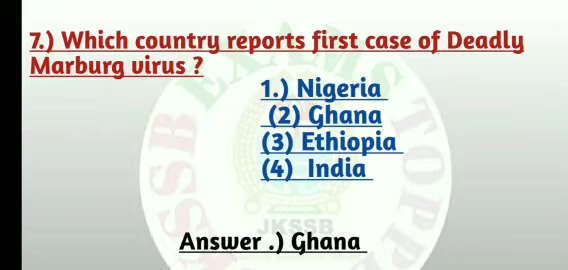 7.) Which country reports first case of Deadly
Marburg virus ?
1.) Nigeria
(2) Ghana
(3) Ethiopia
(4) India
JKSSB
Answer .) Ghana